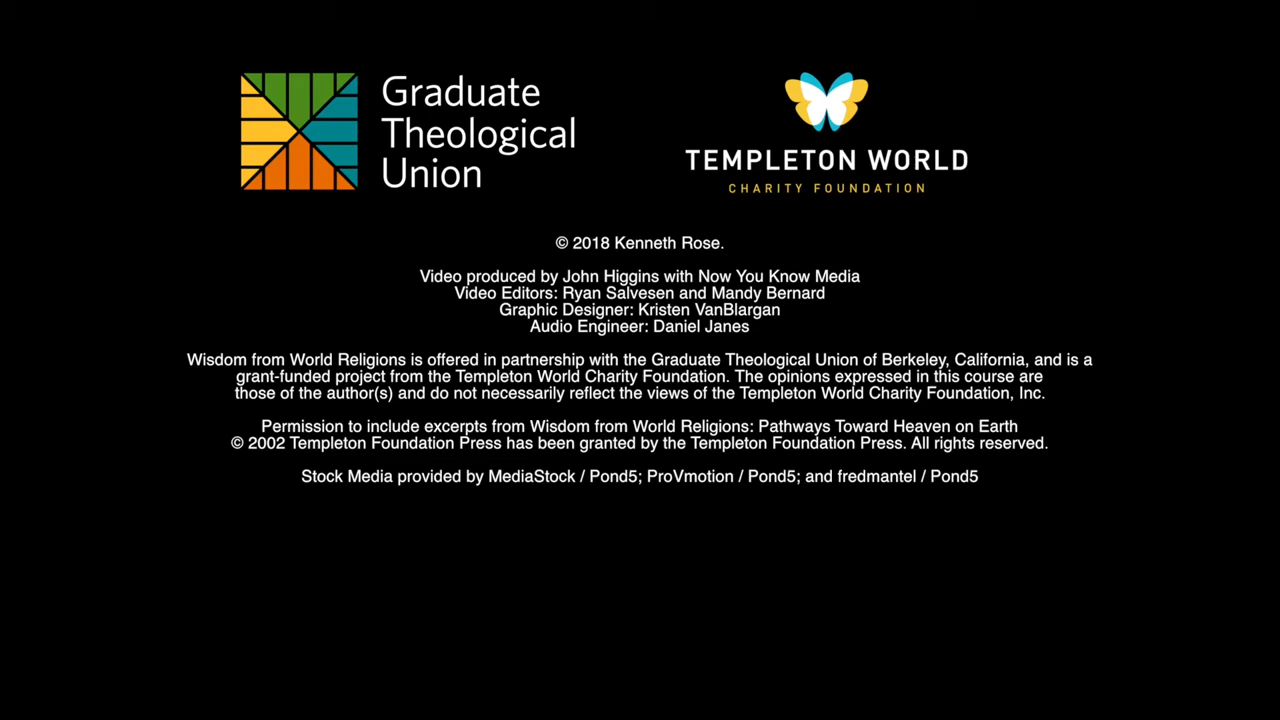 Graduate
Theological
Union
TEMPLETON WORLD
CHARITY FOUNDATION
© 2018 Kenneth Rose.
Video produced by John Higgins with Now You Know Media
Video Editors: Ryan Salvesen and Mandy Bernard
Graphic Designer: Kristen VanBlargan
Audio Engineer: Daniel Janes
Wisdom from World Religions is offered in partnership with the Graduate Theological Union of Berkeley, California, and is a
grant-funded project from the Templeton World Charity Foundation. The opinions expressed in this course are
those of the author(s) and do not necessarily reflect the views of the Templeton World Charity Foundation, Inc.
Permission to include excerpts from Wisdom from World Religions: Pathways Toward Heaven on Earth
© 2002 Templeton Foundation Press has been granted by the Templeton Foundation Press. All rights reserved.
Stock Media provided by MediaStock / Pond5; ProVmotion / Pond5; and fredmantel / Pond5